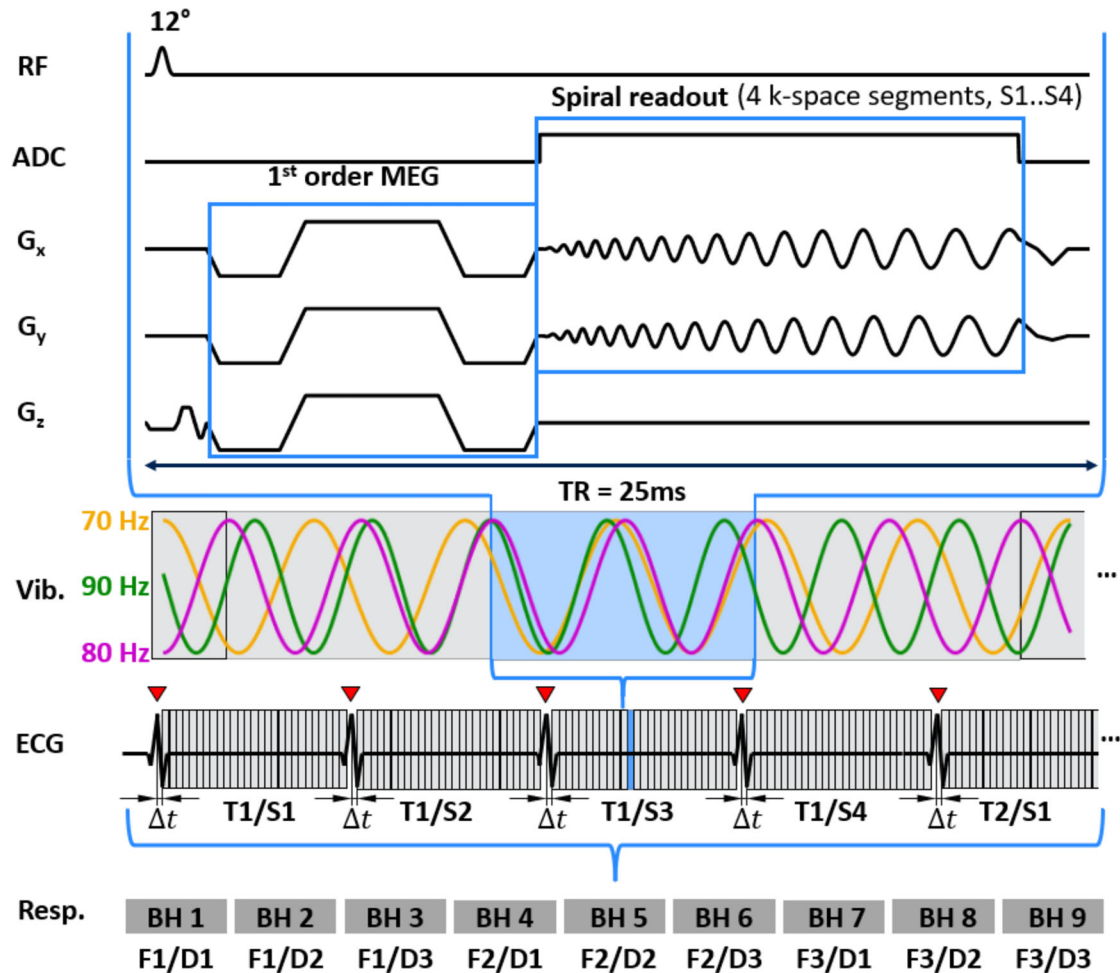 12°
RF
Spiral readout (4 k-space segments, S1..S4)
ADC
1st order MEG
Gx
Gy
Gz
TR = 25ms
70 Hz
Vib. 90 Hz ...
80 Hz
ECG ...
Δt T1/S1 Δt T1/S2 Δt T1/S3 Δt T1/S4 Δt T2/S1
Resp. BH 1 BH 2 BH 3 BH 4 BH 5 BH 6 BH 7 BH 8 BH 9
F1/D1 F1/D2 F1/D3 F2/D1 F2/D2 F2/D3 F3/D1 F3/D2 F3/D3